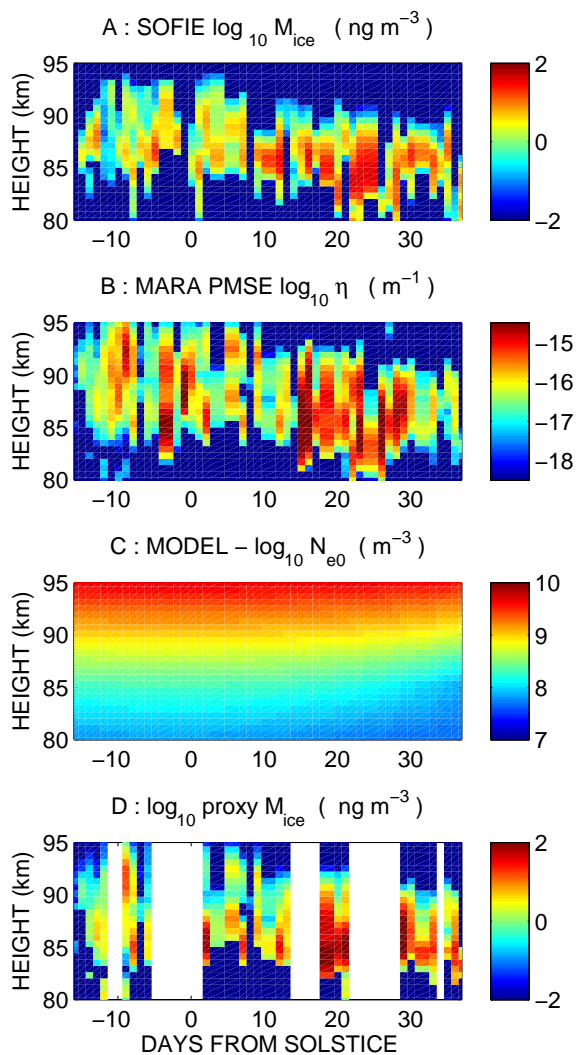 A : SOFIE log 10 M ice ( ng m −3 )
HEIGHT (km)
95
90
85
80
−10 0 10 20 30
2
0
−2
B : MARA PMSE log 10 η ( m −1 )
HEIGHT (km)
95
90
85
80
−10 0 10 20 30
−15
−16
−17
−18
C : MODEL − log 10 N e0 ( m −3 )
HEIGHT (km)
95
90
85
80
−10 0 10 20 30
10
9
8
7
D : log 10 proxy M ice ( ng m −3 )
HEIGHT (km)
95
90
85
80
−10 0 10 20 30
2
0
−2
DAYS FROM SOLSTICE